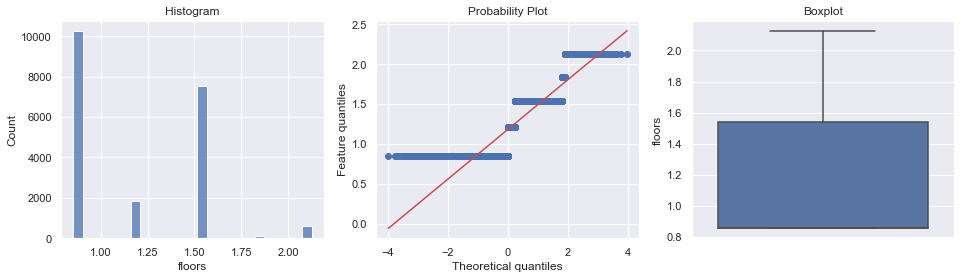 Histogram
Count
10000
8000
6000
4000
2000
0
1.00 1.25 1.50 1.75 2.00
floors
Probability Plot
Feature quantiles
2.5
2.0
1.5
1.0
0.5
0.0
−4 −2 0 2 4
Theoretical quantiles
Boxplot
floors
2.0
1.8
1.6
1.4
1.2
1.0
0.8